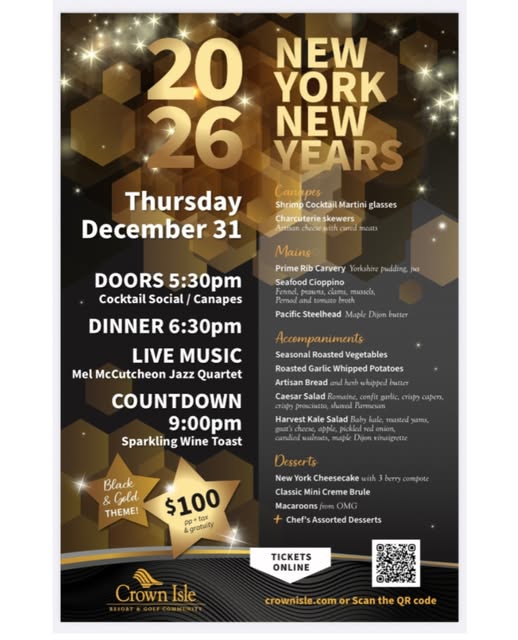 2026
NEW
YORK
NEW
YEARS
Thursday
December 31
DOORS 5:30pm
Cocktail Social / Canapes
DINNER 6:30pm
LIVE MUSIC
Mel McCutcheon Jazz Quartet
COUNTDOWN
9:00pm
Sparkling Wine Toast
Black
& Gold
THEME!
$100
pp + tax
& gratuity
Crown Isle
RESORT & GOLF COMMUNITY
Canapes
Shrimp Cocktail Martini glasses
Charcuterie skewers
Artisan cheese with cured meats
Mains
Prime Rib Carvery Yorkshire pudding, jus
Seafood Cioppino
Fennel, prawns, clams, mussels,
Pernod and tomato broth
Pacific Steelhead Maple Dijon butter
Accompaniments
Seasonal Roasted Vegetables
Roasted Garlic Whipped Potatoes
Artisan Bread and herb whipped butter
Caesar Salad Romaine, confit garlic, crispy capers,
crispy prosciutto, shaved Parmesan
Harvest Kale Salad Baby kale, roasted yams,
goat's cheese, apple, pickled red onion,
candied walnuts, maple Dijon vinaigrette
Desserts
New York Cheesecake with 3 berry compote
Classic Mini Creme Brule
Macaroons from OMG
+ Chef's Assorted Desserts
TICKETS
ONLINE
crownisle.com or Scan the QR code